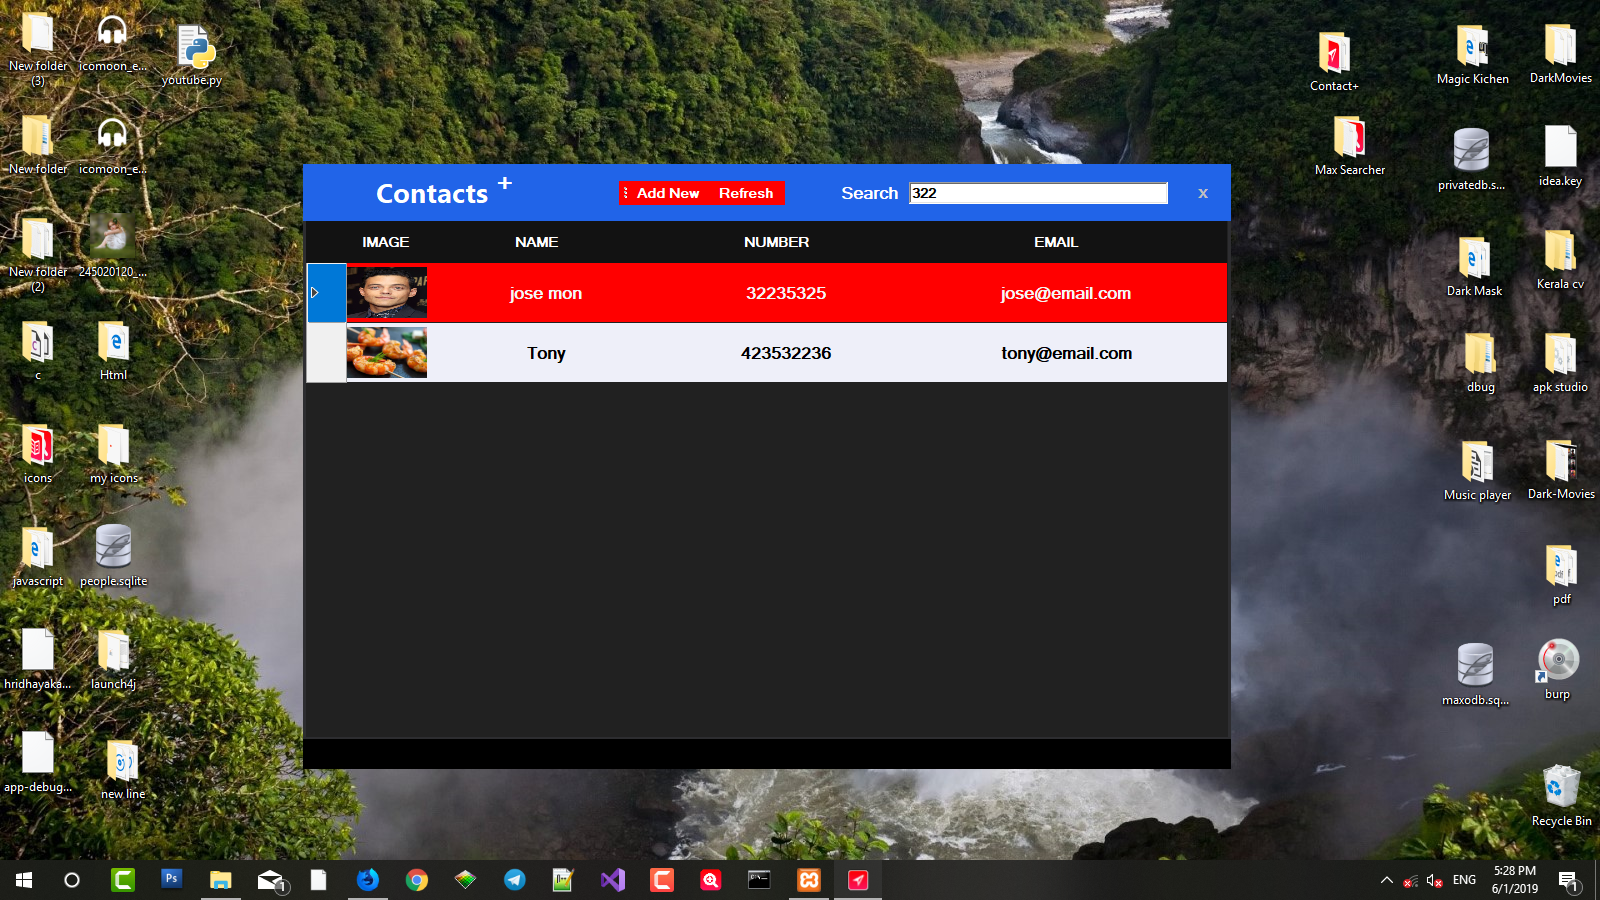 New folder
(3)
icomoon_e...
youtube.py
New folder
icomoon_e...
New folder
(2)
245020120_...
c
Html
icons
my icons
javascript
people.sqlite
hridhayaka...
launch4j
app-debug...
new line
Contacts +
Add New
Refresh
Search
322
x
IMAGE NAME NUMBER EMAIL
jose mon 32235325 jose@email.com
Tony 423532236 tony@email.com
Contact+
Magic Kichen
DarkMovies
Max Searcher
privatedb.s...
idea.key
Dark Mask
Kerala cv
dbug
apk studio
Music player
Dark-Movies
pdf
maxodb.sq...
burp
Recycle Bin
Ps
1
ENG
5:28 PM
6/1/2019
1